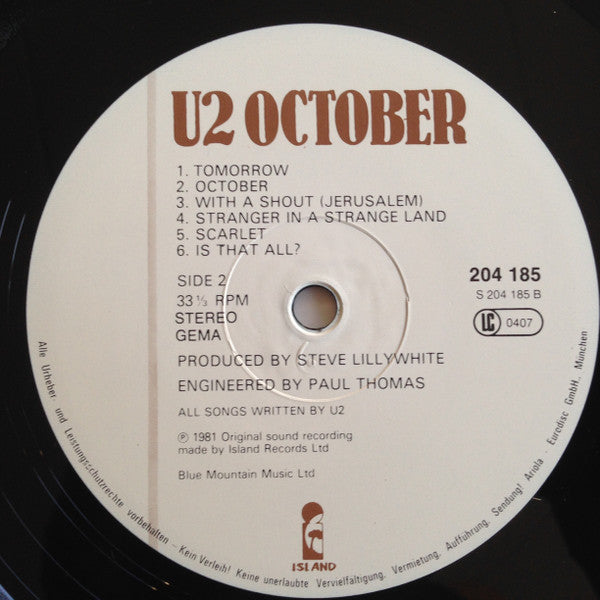 U2 OCTOBER
1. TOMORROW
2. OCTOBER
3. WITH A SHOUT (JERUSALEM)
4. STRANGER IN A STRANGE LAND
5. SCARLET
6. IS THAT ALL?
SIDE 2
33⅓ RPM
STEREO
GEMA
204 185
S 204 185 B
LC 0407
PRODUCED BY STEVE LILLYWHITE
ENGINEERED BY PAUL THOMAS
ALL SONGS WRITTEN BY U2
℗ 1981 Original sound recording
made by Island Records Ltd
Blue Mountain Music Ltd
ISLAND
Alle Urheber- und Leistungsschutzrechte vorbehalten – Kein Verleih! Keine unerlaubte Vervielfältigung, Vermietung, Aufführung, Sendung! Ariola - Eurodisc GmbH., München